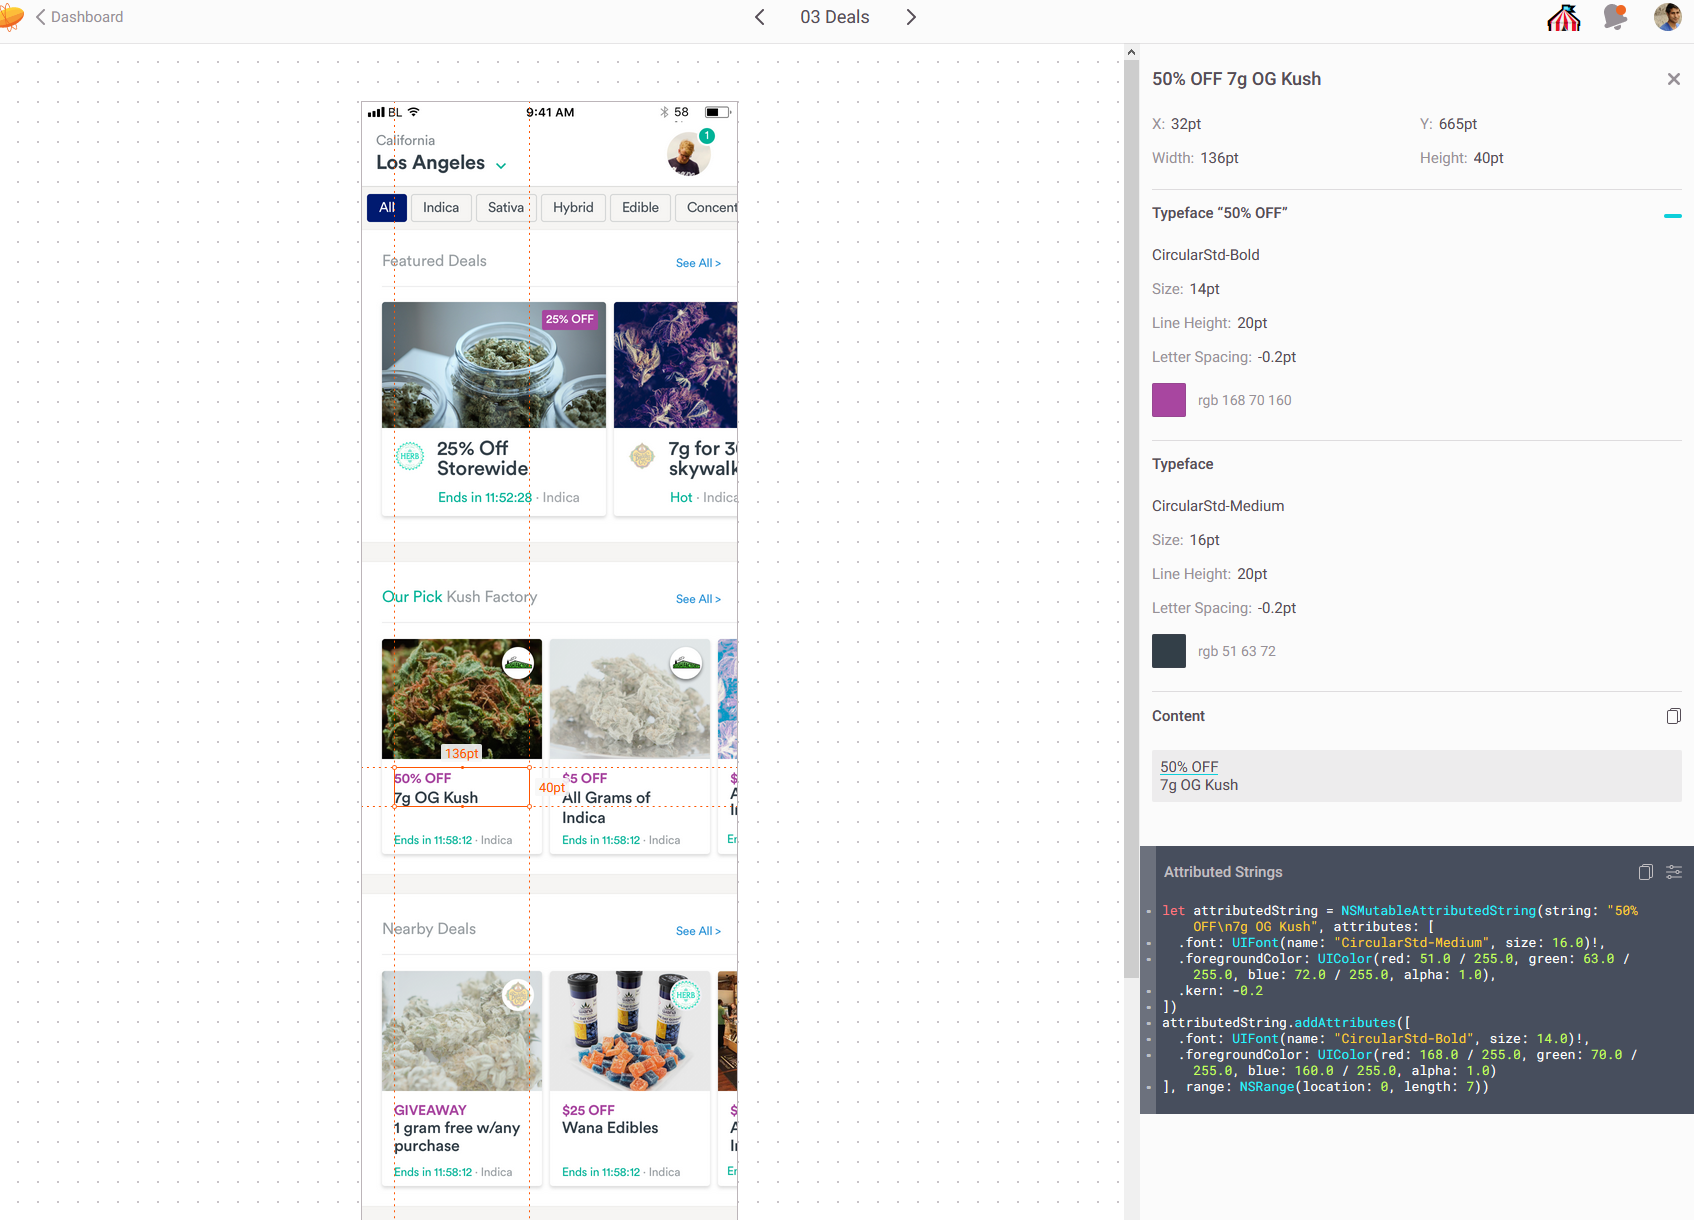 Dashboard
03 Deals
BL
9:41 AM
58
California
Los Angeles
1
All
Indica
Sativa
Hybrid
Edible
Concent
Featured Deals
See All >
25% OFF
HERB
25% Off
Storewide
Ends in 11:52:28 · Indica
7g for 3
skywalk
Hot · Indica
Our Pick Kush Factory
See All >
136pt
40pt
50% OFF
7g OG Kush
Ends in 11:58:12 · Indica
$5 OFF
All Grams of
Indica
Ends in 11:58:12 · Indica
$
A
I
Er
Nearby Deals
See All >
HERB
GIVEAWAY
1 gram free w/any
purchase
Ends in 11:58:12 · Indica
$25 OFF
Wana Edibles
Ends in 11:58:12 · Indica
$
A
I
Er
50% OFF 7g OG Kush
X: 32pt
Y: 665pt
Width: 136pt
Height: 40pt
Typeface “50% OFF”
CircularStd-Bold
Size: 14pt
Line Height: 20pt
Letter Spacing: -0.2pt
rgb 168 70 160
Typeface
CircularStd-Medium
Size: 16pt
Line Height: 20pt
Letter Spacing: -0.2pt
rgb 51 63 72
Content
50% OFF
7g OG Kush
Attributed Strings
let attributedString = NSMutableAttributedString(string: "50%
OFF\n7g OG Kush", attributes: [
.font: UIFont(name: "CircularStd-Medium", size: 16.0)!,
.foregroundColor: UIColor(red: 51.0 / 255.0, green: 63.0 /
255.0, blue: 72.0 / 255.0, alpha: 1.0),
.kern: -0.2
])
attributedString.addAttributes([
.font: UIFont(name: "CircularStd-Bold", size: 14.0)!,
.foregroundColor: UIColor(red: 168.0 / 255.0, green: 70.0 /
255.0, blue: 160.0 / 255.0, alpha: 1.0)
], range: NSRange(location: 0, length: 7))